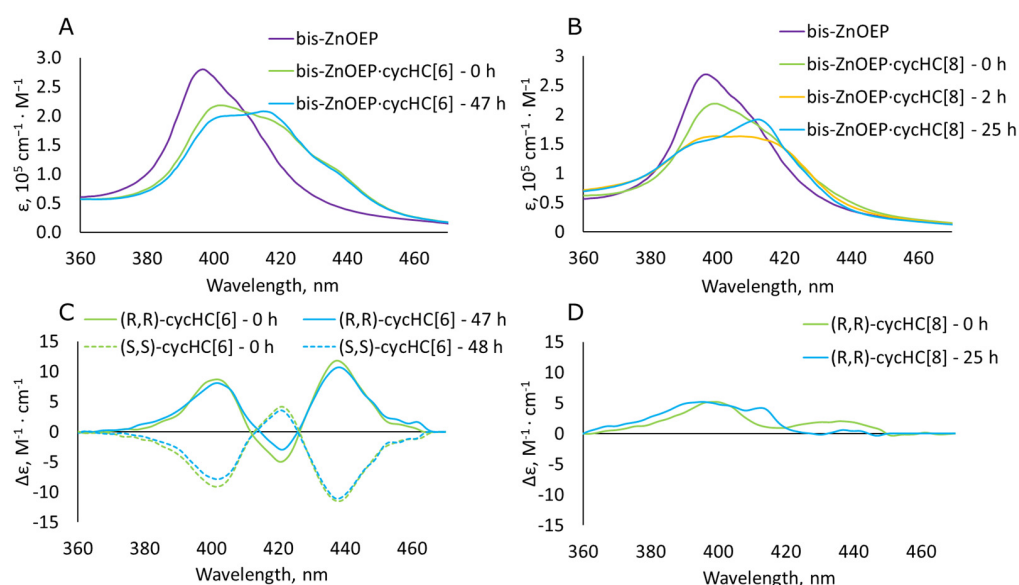 A
bis-ZnOEP
bis-ZnOEP·cycHC[6] - 0 h
bis-ZnOEP·cycHC[6] - 47 h
ε, 10⁵ cm⁻¹ · M⁻¹
3.0
2.5
2.0
1.5
1.0
0.5
0.0
360 380 400 420 440 460
Wavelength, nm
B
bis-ZnOEP
bis-ZnOEP·cycHC[8] - 0 h
bis-ZnOEP·cycHC[8] - 2 h
bis-ZnOEP·cycHC[8] - 25 h
ε, 10⁵ cm⁻¹ · M⁻¹
3
2.5
2
1.5
1
0.5
0
360 380 400 420 440 460
Wavelength, nm
C
(R,R)-cycHC[6] - 0 h (R,R)-cycHC[6] - 47 h
(S,S)-cycHC[6] - 0 h (S,S)-cycHC[6] - 48 h
Δε, M⁻¹ · cm⁻¹
15
10
5
0
-5
-10
-15
360 380 400 420 440 460
Wavelength, nm
D
(R,R)-cycHC[8] - 0 h
(R,R)-cycHC[8] - 25 h
Δε, M⁻¹ · cm⁻¹
15
10
5
0
-5
-10
-15
360 380 400 420 440 460
Wavelength, nm